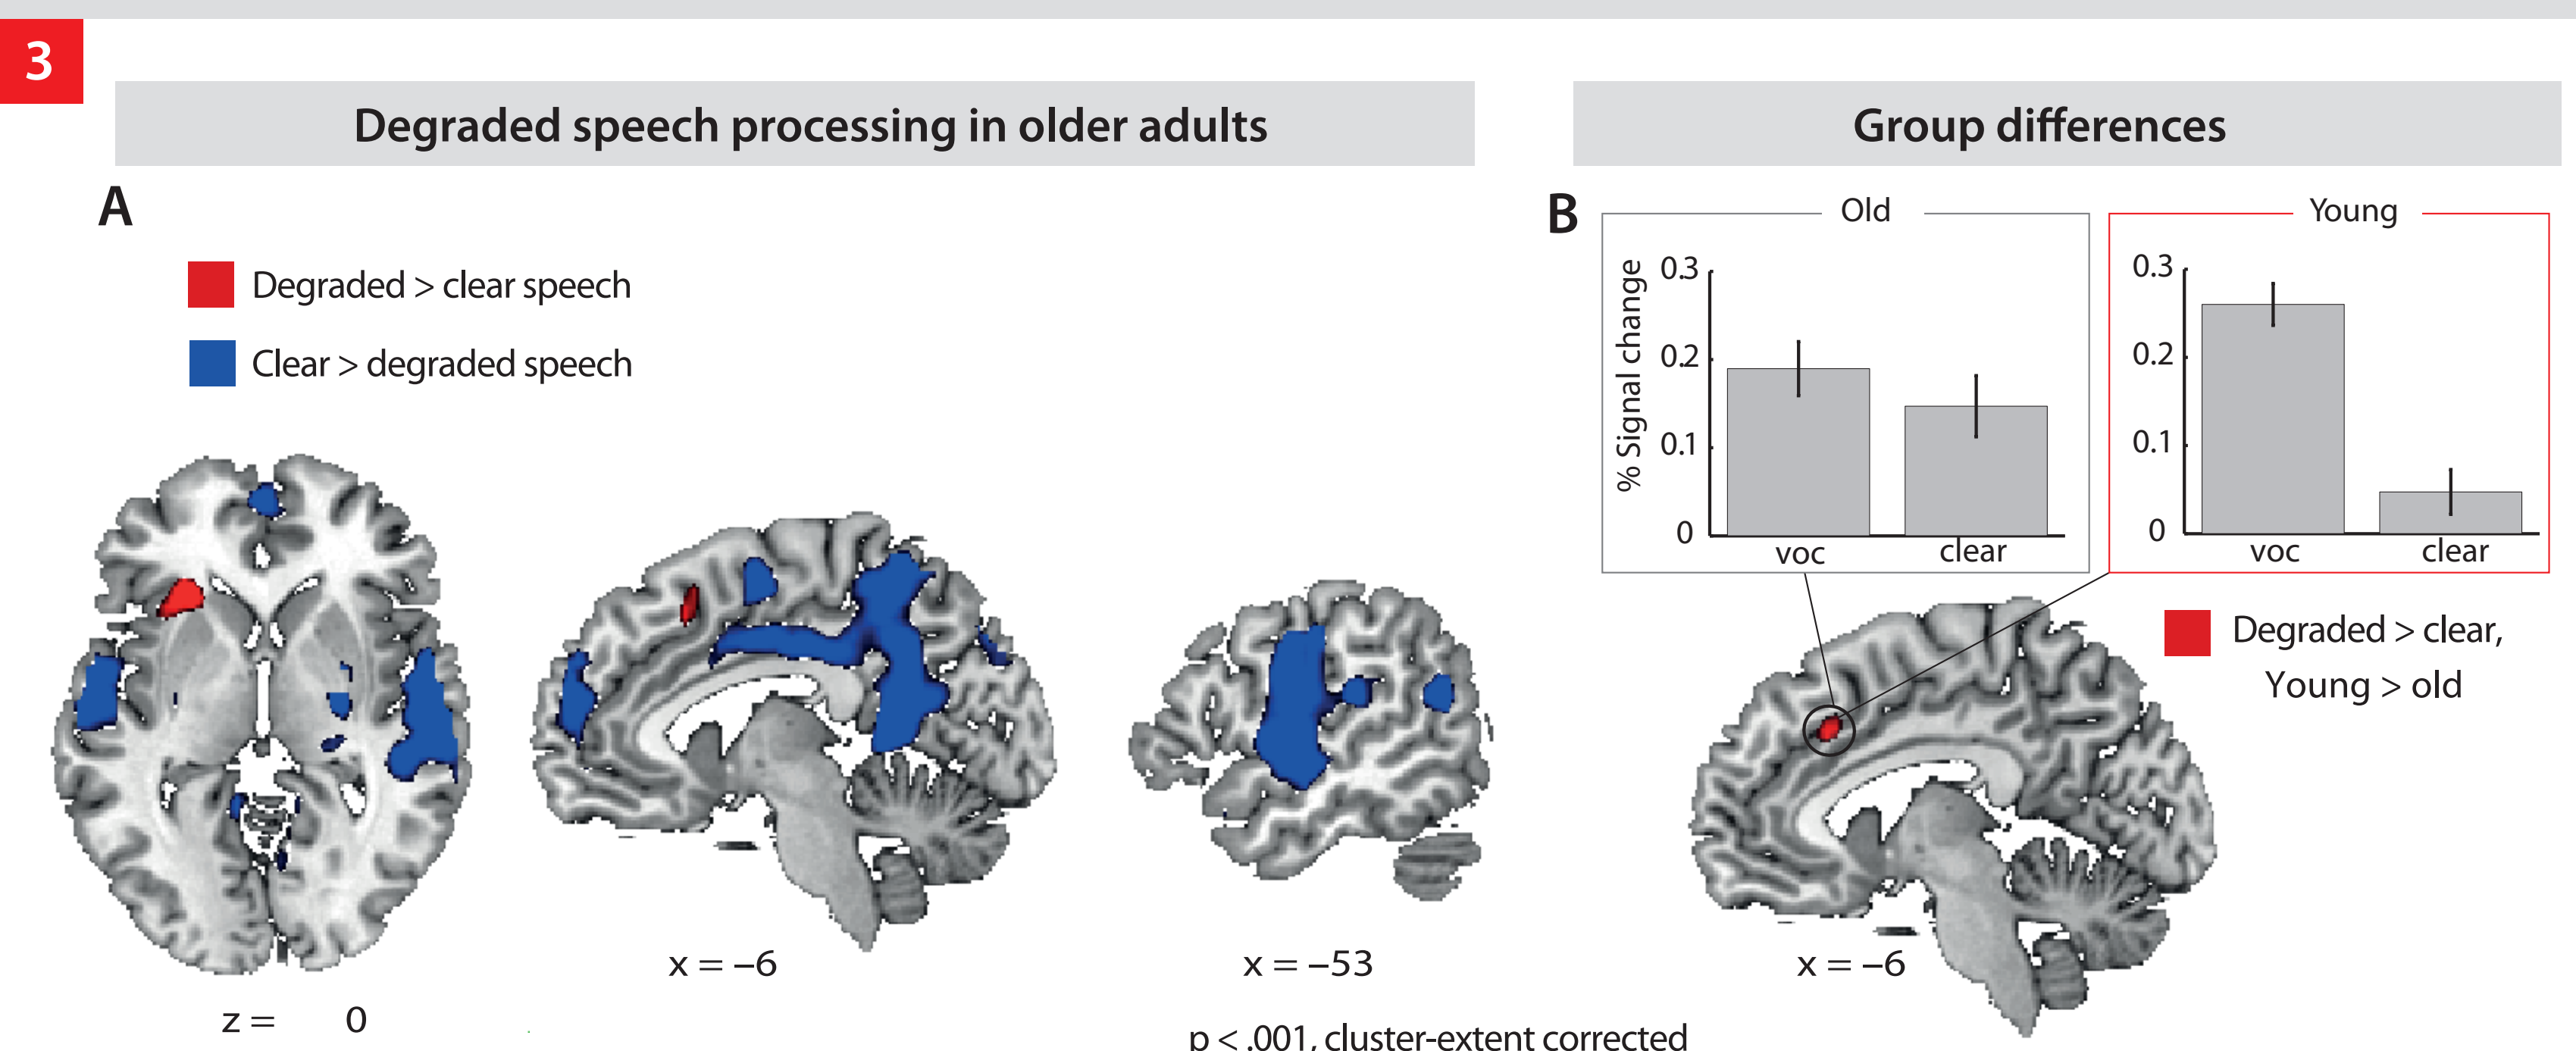 3
Degraded speech processing in older adults
Group differences
A
Degraded > clear speech
Clear > degraded speech
z = 0
x = –6
x = –53
p < .001, cluster-extent corrected
B
Old
% Signal change
0.3
0.2
0.1
0
voc clear
Young
0.3
0.2
0.1
0
voc clear
Degraded > clear,
Young > old
x = –6